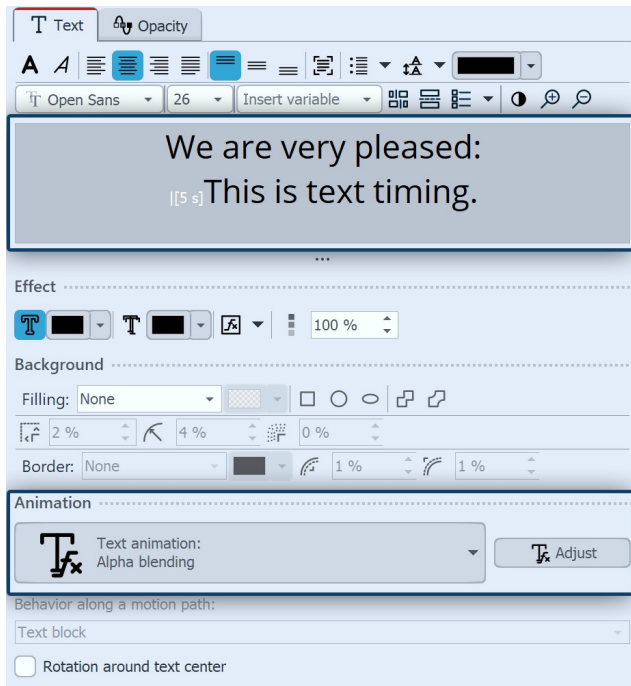 Text Opacity
Open Sans 26 Insert variable
We are very pleased:
|[5 s]This is text timing.
Effect
100 %
Background
Filling: None
2 % 4 % 0 %
Border: None 1 % 1 %
Animation
Text animation:
Alpha blending
Adjust
Behavior along a motion path:
Text block
Rotation around text center